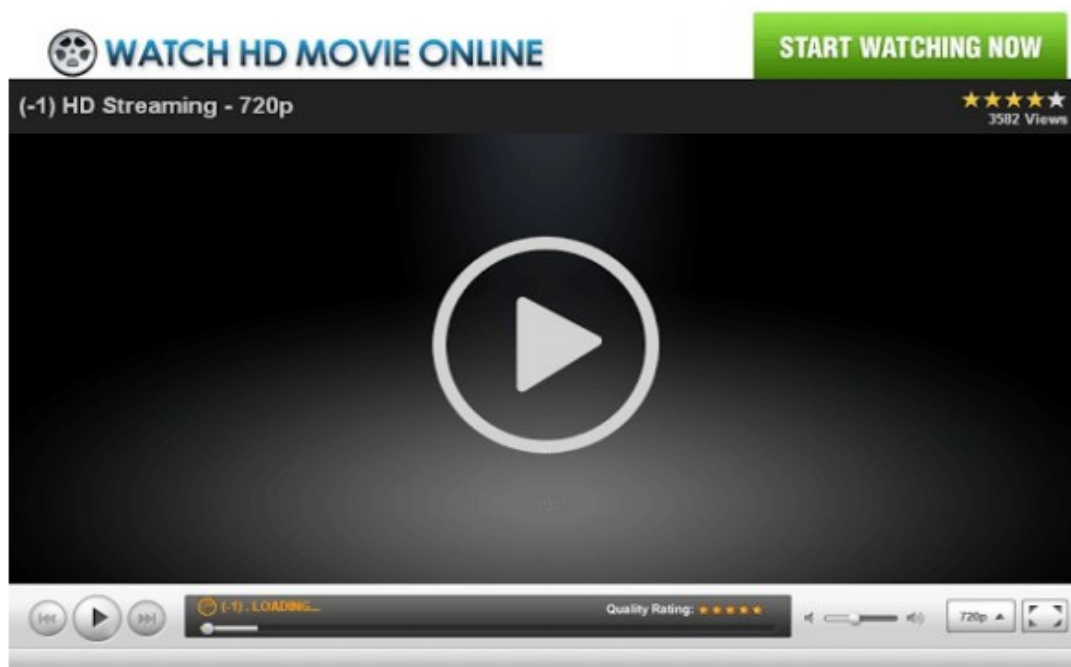 WATCH HD MOVIE ONLINE
START WATCHING NOW
(-1) HD Streaming - 720p
3582 Views
(-1) . LOADING...
Quality Rating:
720p